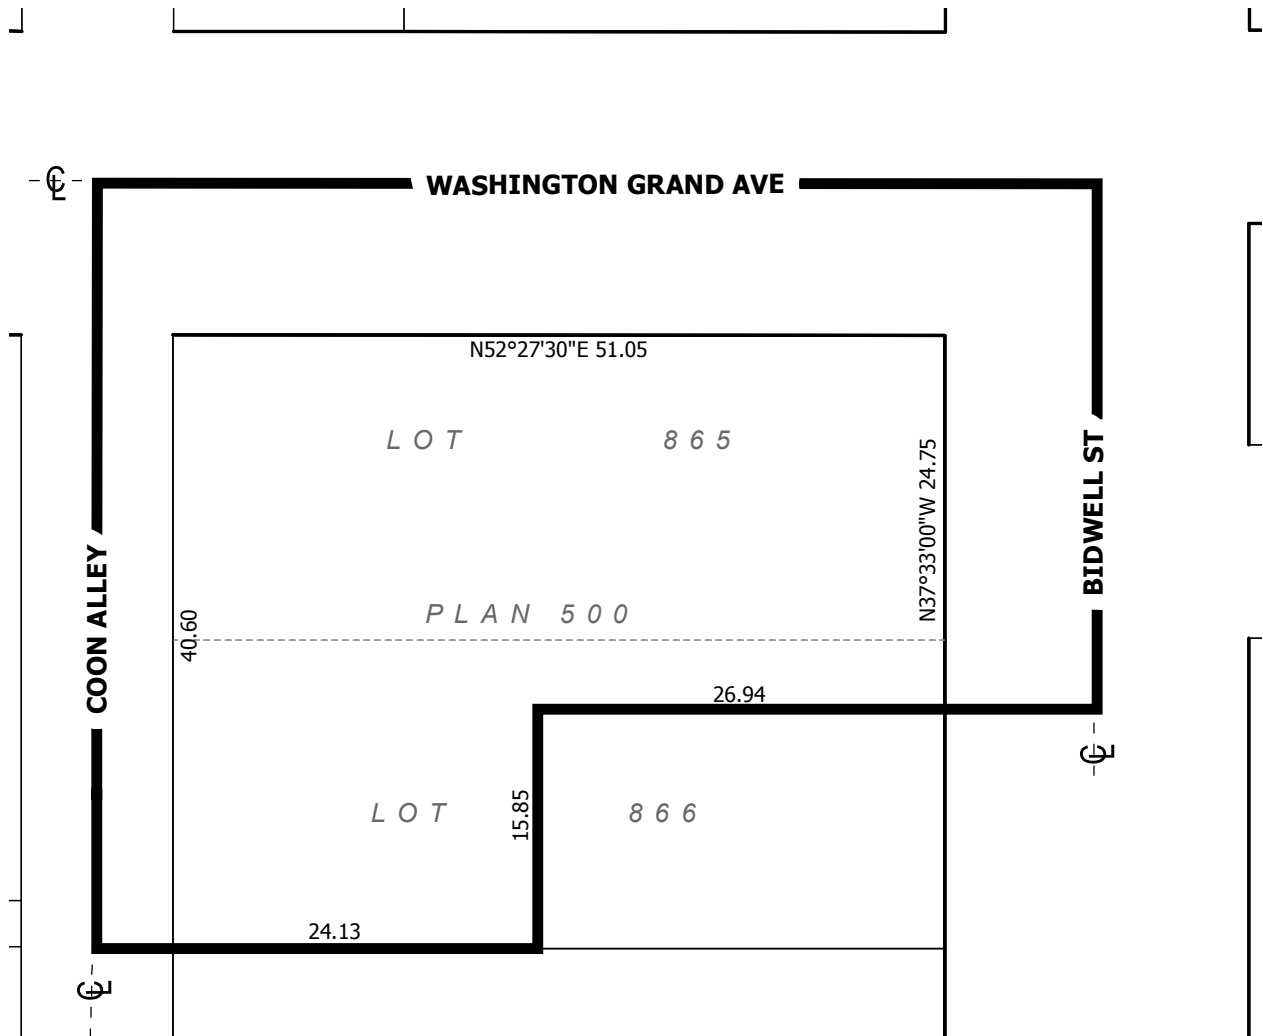 ℄
WASHINGTON GRAND AVE
N52°27'30"E 51.05
LOT 865
N37°33'00"W 24.75
BIDWELL ST
COON ALLEY
40.60
PLAN 500
26.94
℄
15.85
LOT 866
24.13
℄